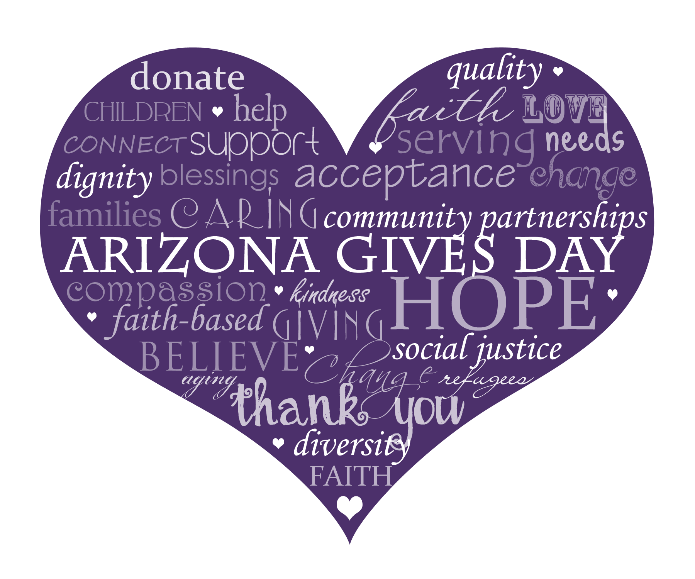 donate quality
CHILDREN help faith LOVE
CONNECT support serving needs
dignity blessings acceptance change
families CARING community partnerships
ARIZONA GIVES DAY
compassion kindness HOPE
faith-based GIVING
BELIEVE social justice
aging Change refugees
thank you
diversity
FAITH